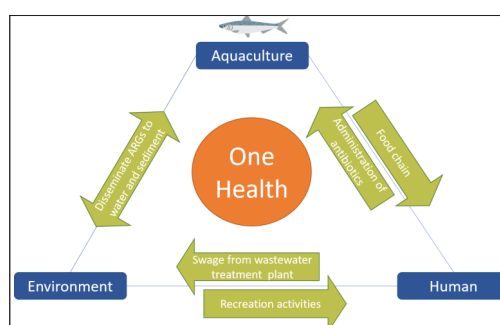 Aquaculture
Disseminate ARGs to
water and sediment
One
Health
Administration of
antibiotics
Food chain
Swage from wastewater
treatment plant
Environment
Human
Recreation activities